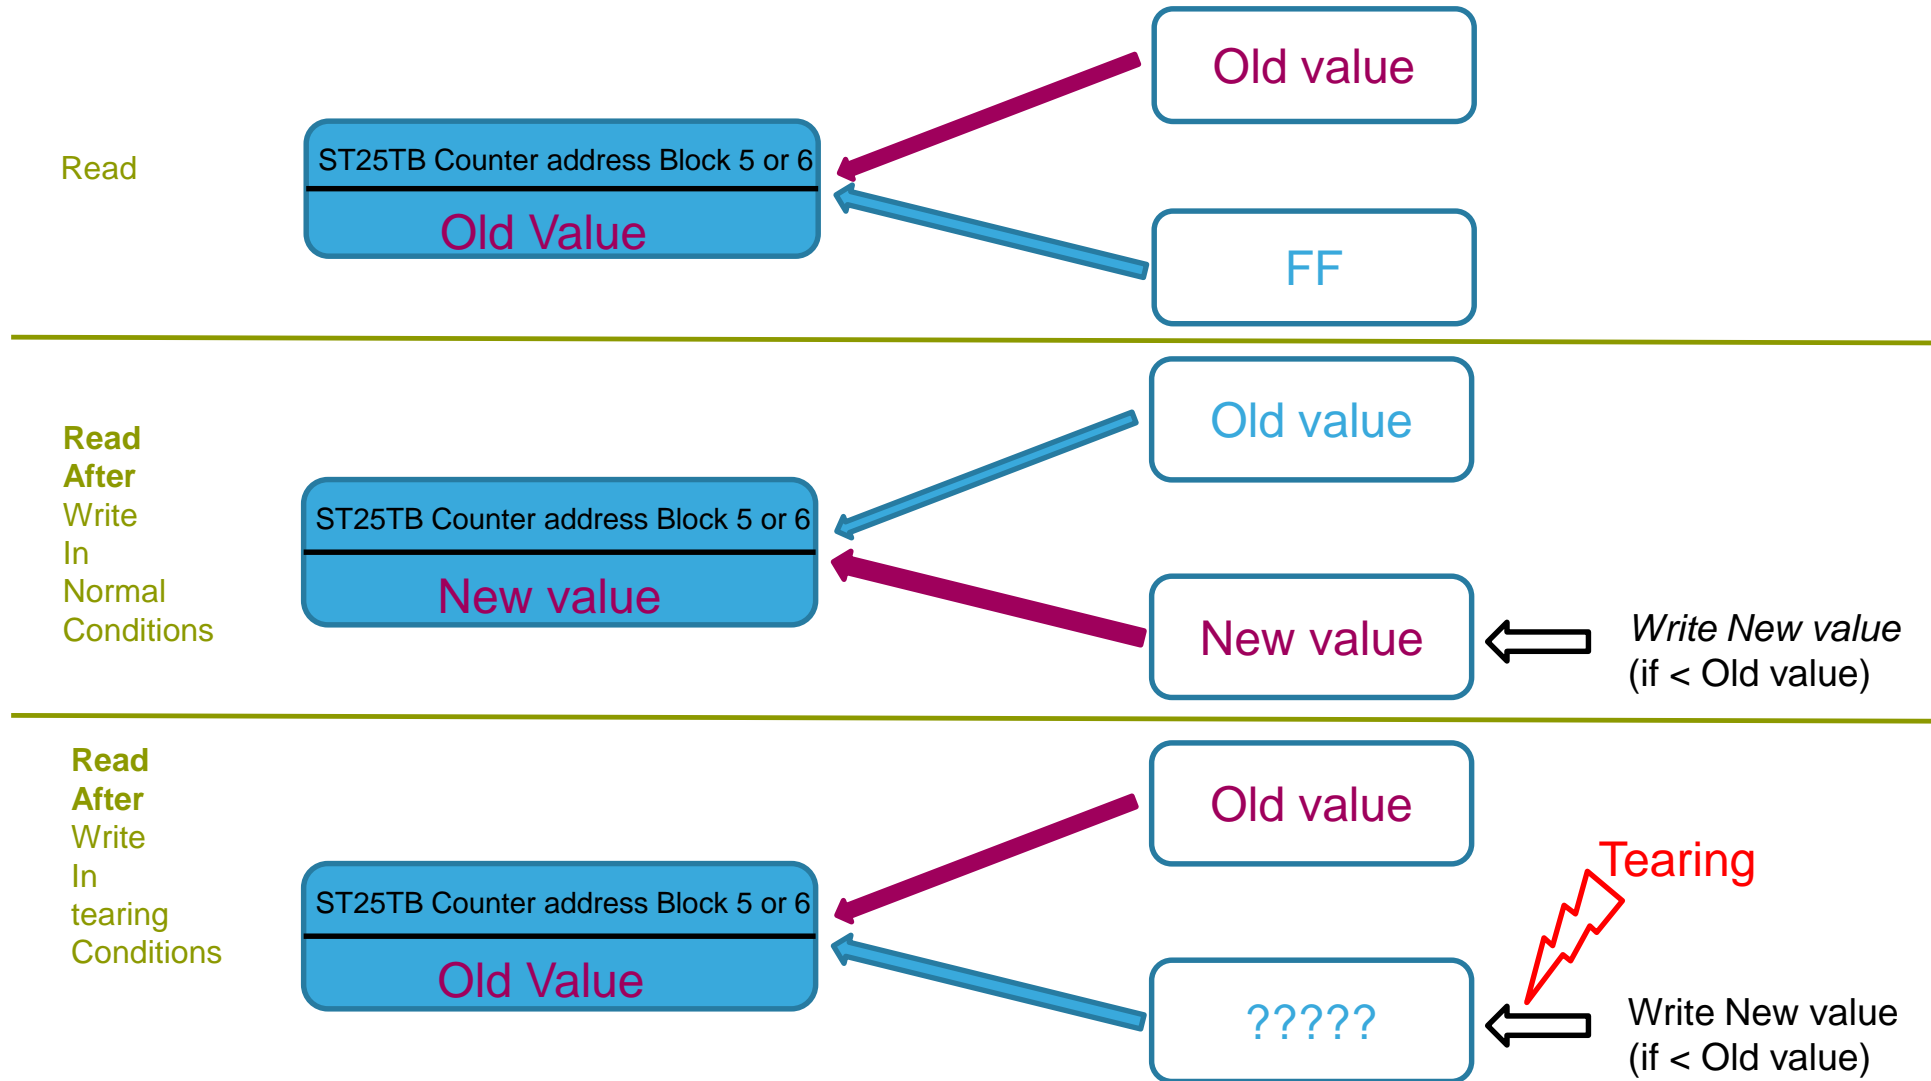 Old value
Read
ST25TB Counter address Block 5 or 6
Old Value
FF
Read
After
Write
In
Normal
Conditions
Old value
ST25TB Counter address Block 5 or 6
New value
New value
Write New value
(if < Old value)
Read
After
Write
In
tearing
Conditions
Old value
Tearing
ST25TB Counter address Block 5 or 6
Old Value
?????
Write New value
(if < Old value)